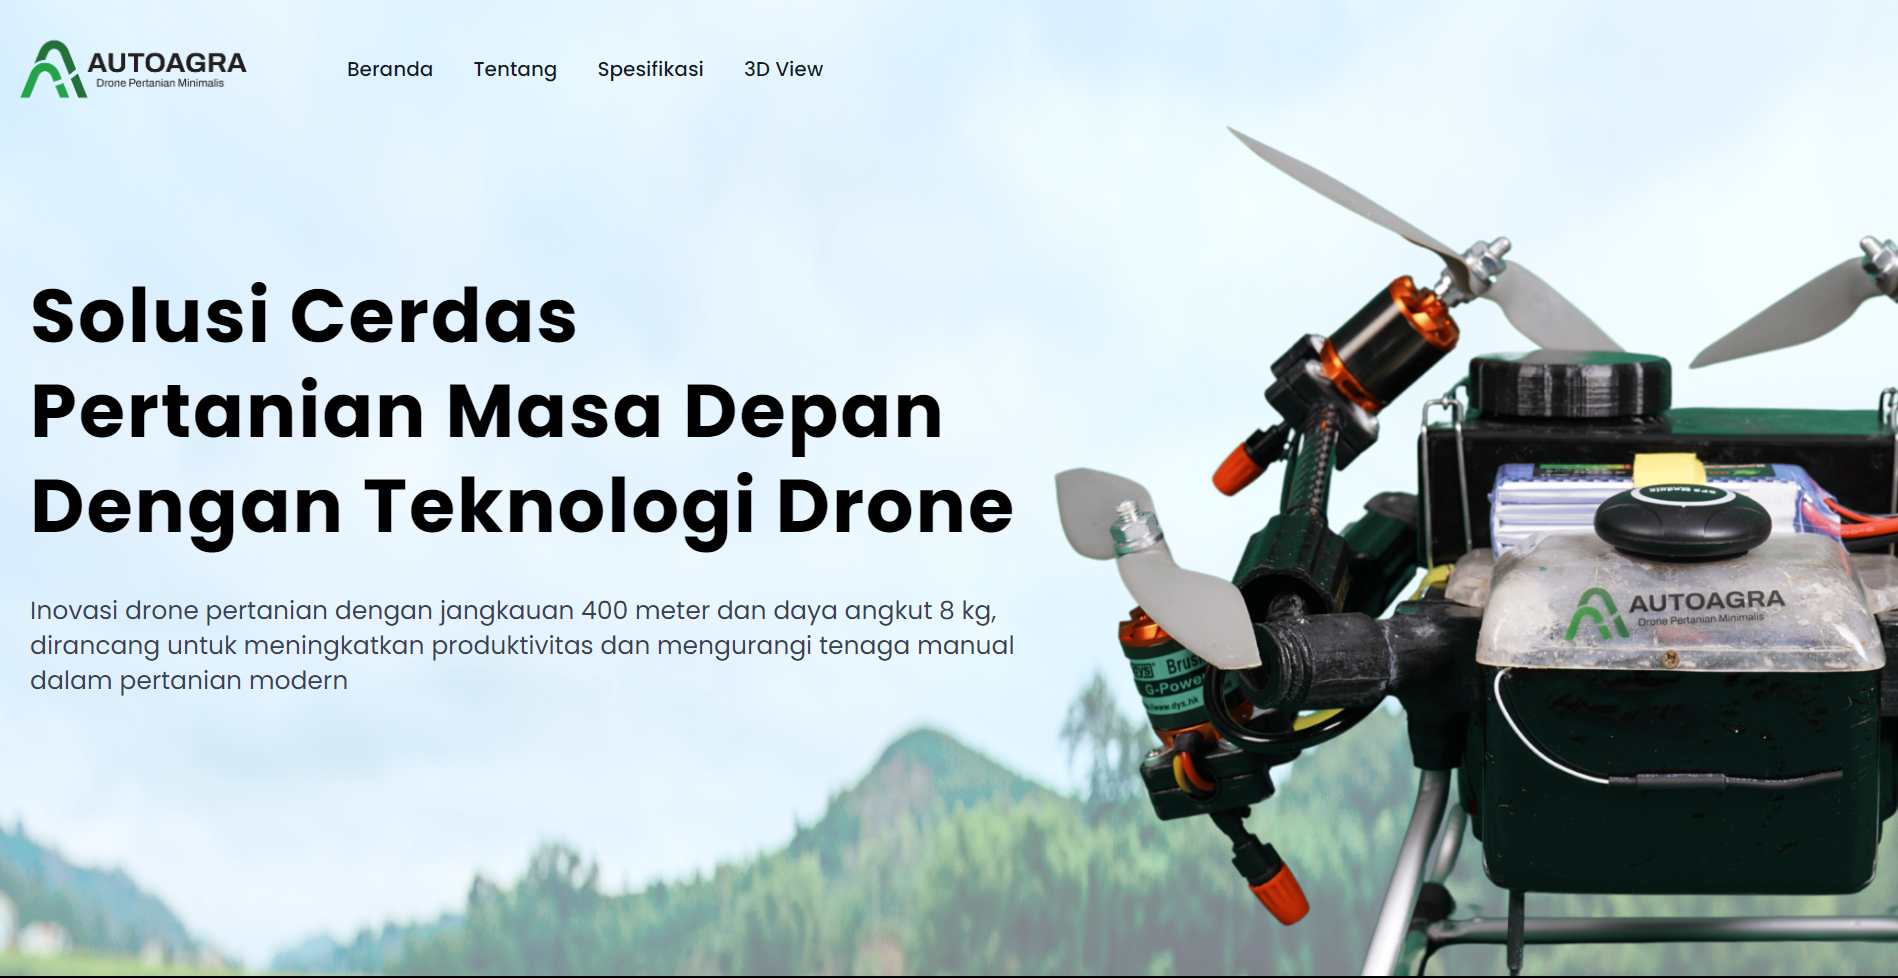 AUTOAGRA
Drone Pertanian Minimalis
Beranda
Tentang
Spesifikasi
3D View
Solusi Cerdas
Pertanian Masa Depan
Dengan Teknologi Drone
Inovasi drone pertanian dengan jangkauan 400 meter dan daya angkut 8 kg,
dirancang untuk meningkatkan produktivitas dan mengurangi tenaga manual
dalam pertanian modern
GPS Module
AUTOAGRA
Drone Pertanian Minimalis
dys
G-Power
www.dys.hk